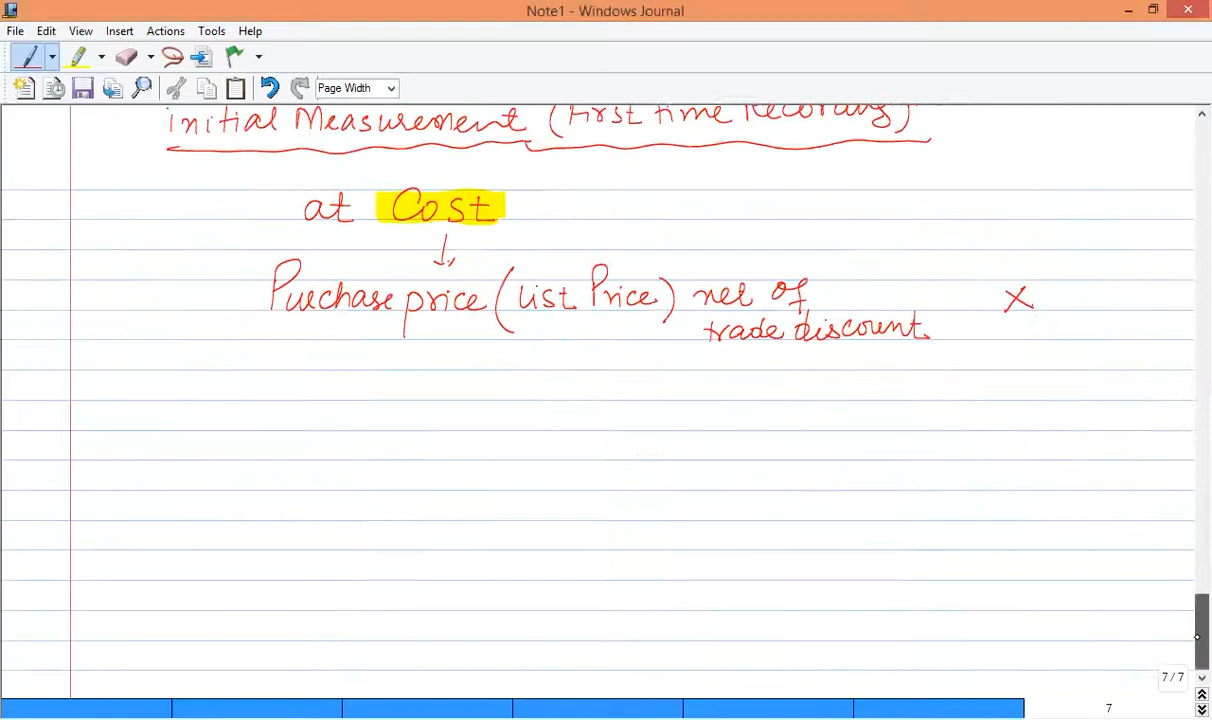 Note1 - Windows Journal
File Edit View Insert Actions Tools Help
Page Width
initial Measurement (First time Recording)
at Cost
Purchase price (list Price) net of X
trade discount.
7 / 7
7